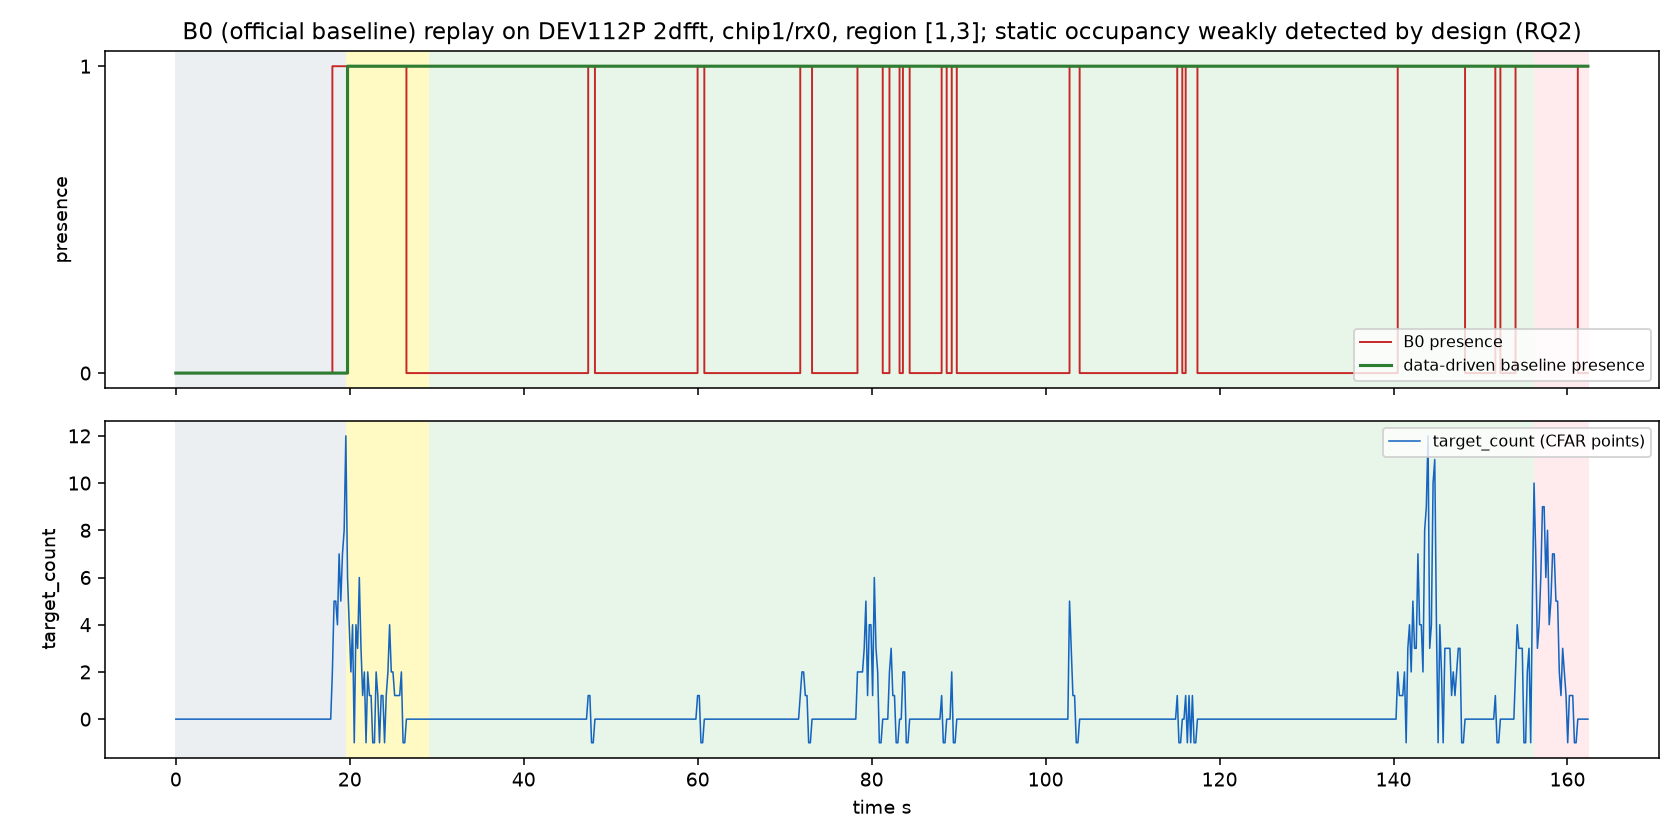 B0 (official baseline) replay on DEV112P 2dfft, chip1/rx0, region [1,3]; static occupancy weakly detected by design (RQ2)
1
0
presence
B0 presence
data-driven baseline presence
12
10
8
6
4
2
0
target_count
target_count (CFAR points)
0
20
40
60
80
100
120
140
160
time s